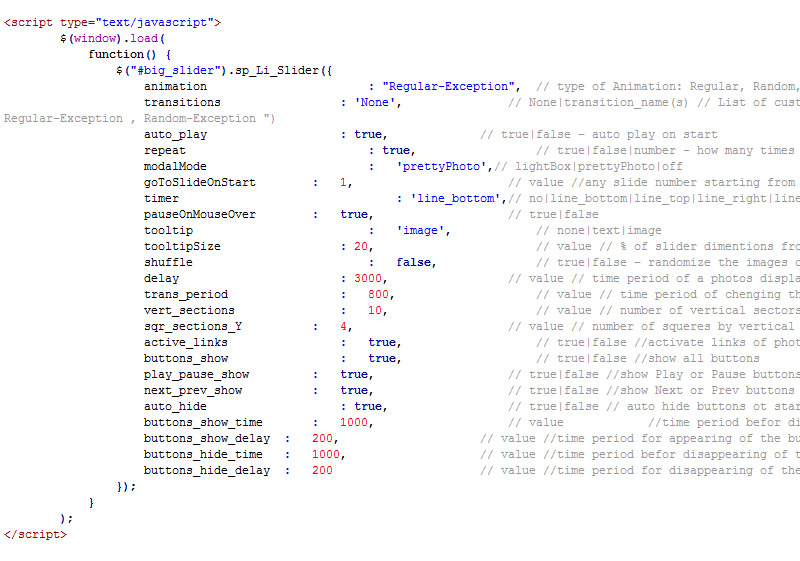 <script type="text/javascript">
$(window).load(
function() {
$("#big_slider").sp_Li_Slider({
animation : "Regular-Exception", // type of Animation: Regular, Random,
transitions : 'None', // None|transition_name(s) // List of cust
Regular-Exception , Random-Exception ")
auto_play : true, // true|false - auto play on start
repeat : true, // true|false|number - how many times
modalMode : 'prettyPhoto',// lightBox|prettyPhoto|off
goToSlideOnStart : 1, // value //any slide number starting from
timer : 'line_bottom',// no|line_bottom|line_top|line_right|line
pauseOnMouseOver : true, // true|false
tooltip : 'image', // none|text|image
tooltipSize : 20, // value // % of slider dimentions fro
shuffle : false, // true|false - randomize the images o
delay : 3000, // value // time period of a photos displa
trans_period : 800, // value // time period of chenging th
vert_sections : 10, // value // number of vertical sectors
sqr_sections_Y : 4, // value // number of squeres by vertical
active_links : true, // true|false //activate links of phot
buttons_show : true, // true|false //show all buttons
play_pause_show : true, // true|false //show Play or Pause buttons
next_prev_show : true, // true|false //show Next or Prev buttons
auto_hide : true, // true|false // auto hide buttons ot star
buttons_show_time : 1000, // value //time period befor di
buttons_show_delay : 200, // value //time period for appearing of the bu
buttons_hide_time : 1000, // value //time period befor disappearing of t
buttons_hide_delay : 200 // value //time period for disappearing of the
});
}
);
</script>